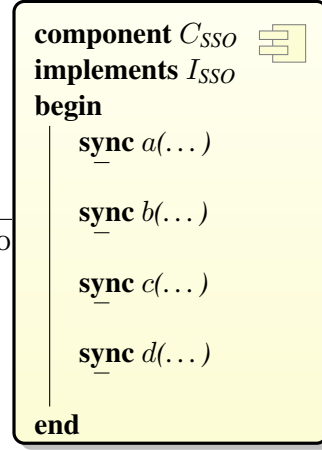 component C_SSO
implements I_SSO
begin
sync a(...)
O
sync b(...)
sync c(...)
sync d(...)
end